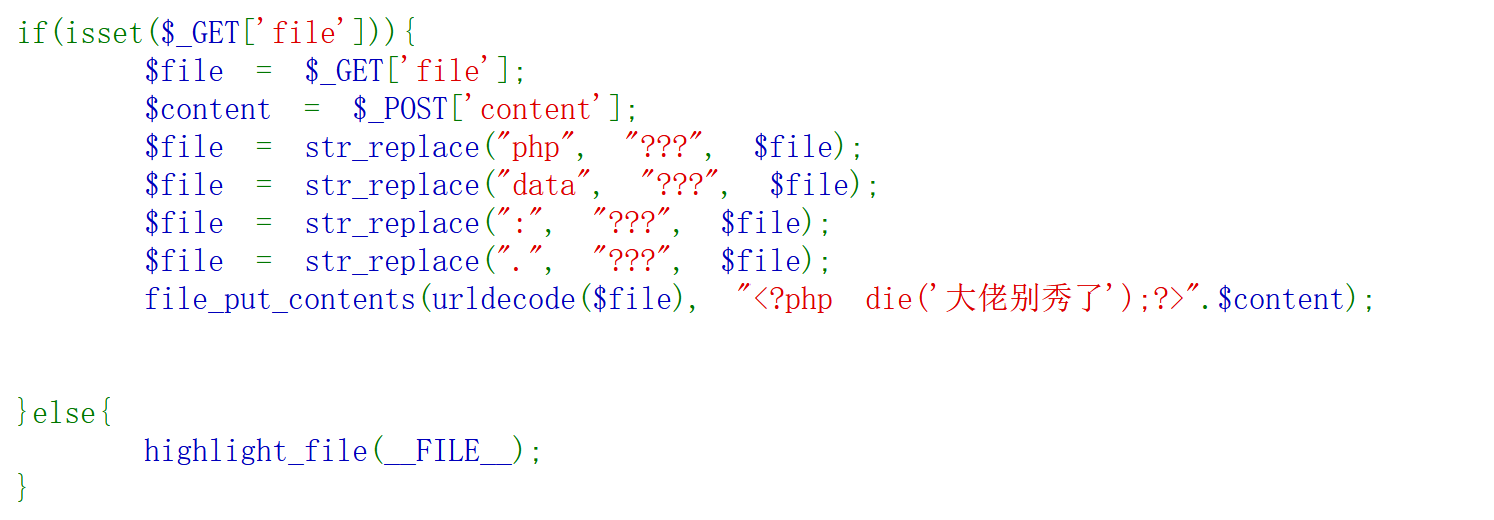 if(isset($_GET['file'])){
        $file  =  $_GET['file'];
        $content  =  $_POST['content'];
        $file  =  str_replace("php",  "???",  $file);
        $file  =  str_replace("data",  "???",  $file);
        $file  =  str_replace(":",  "???",  $file);
        $file  =  str_replace(".",  "???",  $file);
        file_put_contents(urldecode($file),  "<?php  die('大佬别秀了');?>".$content);
}else{
        highlight_file(__FILE__);
}